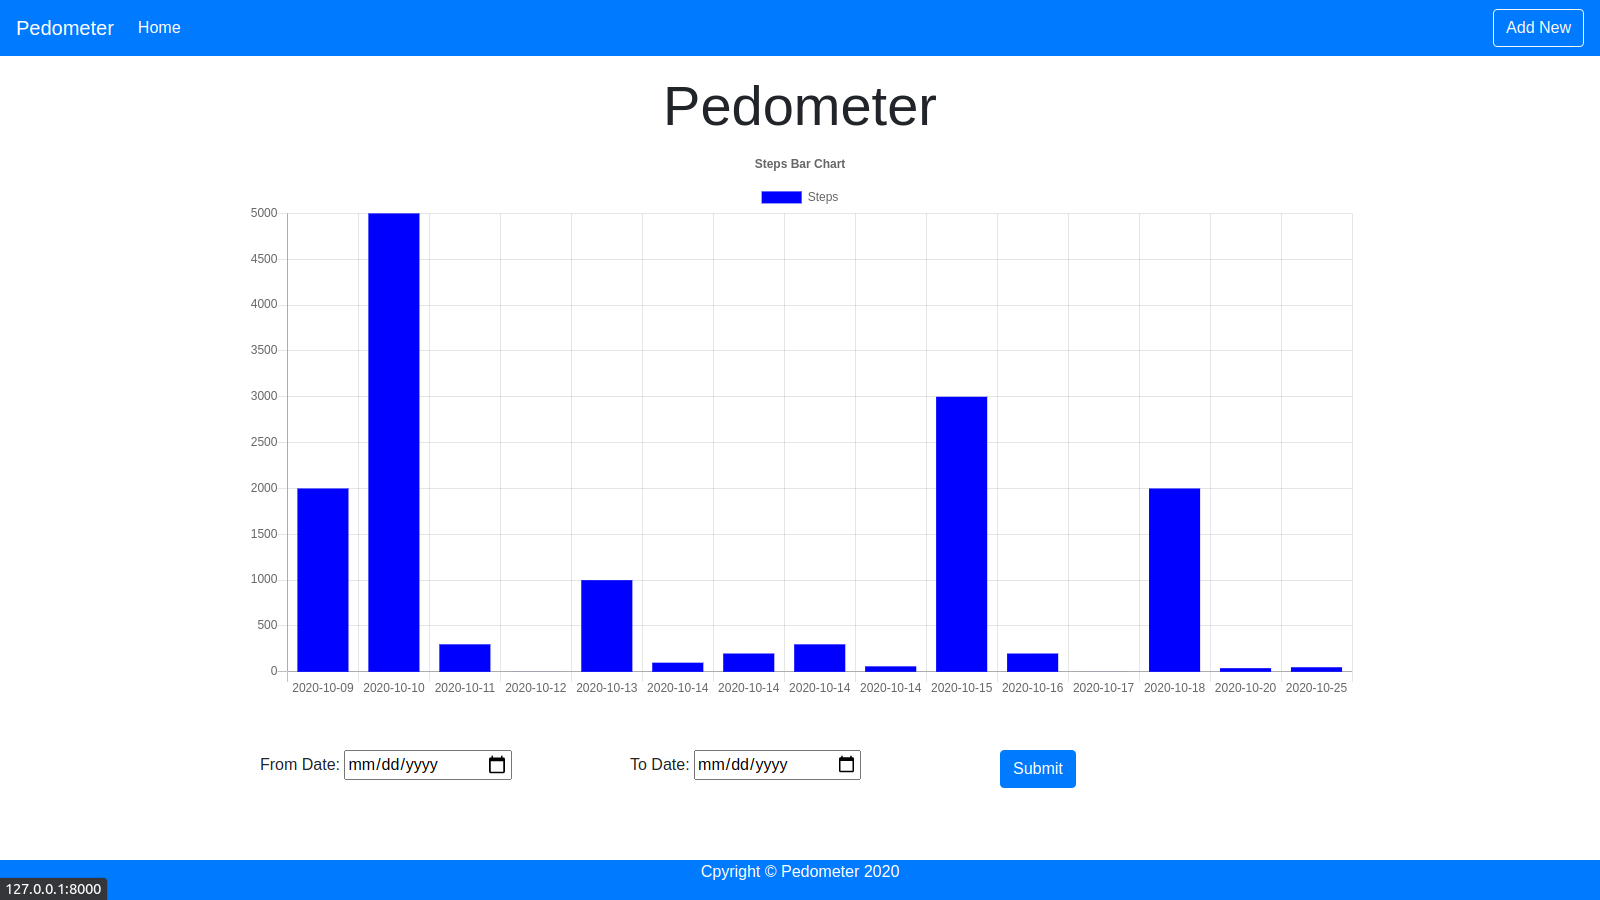 Pedometer Home Add New
Pedometer
Steps Bar Chart
Steps
5000
4500
4000
3500
3000
2500
2000
1500
1000
500
0
2020-10-09 2020-10-10 2020-10-11 2020-10-12 2020-10-13 2020-10-14 2020-10-14 2020-10-14 2020-10-14 2020-10-15 2020-10-16 2020-10-17 2020-10-18 2020-10-20 2020-10-25
From Date: mm/dd/yyyy To Date: mm/dd/yyyy Submit
Cpyright © Pedometer 2020
127.0.0.1:8000